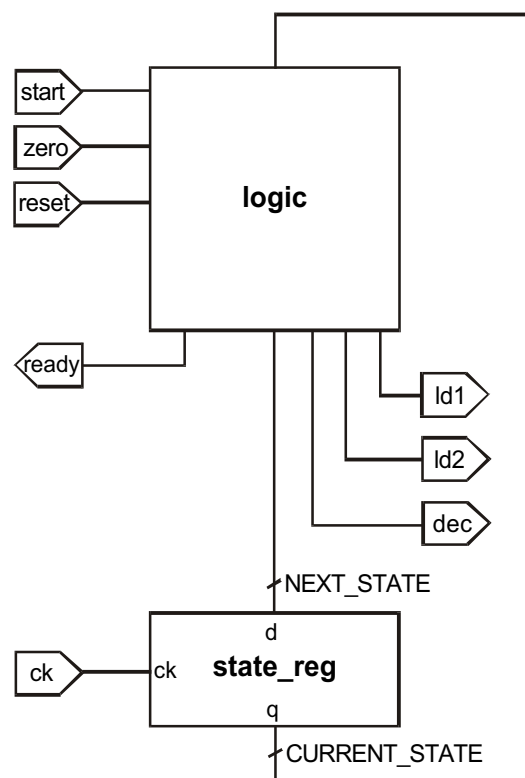 start
zero
reset
logic
ready
ld1
ld2
dec
NEXT_STATE
d
ck
ck
state_reg
q
CURRENT_STATE